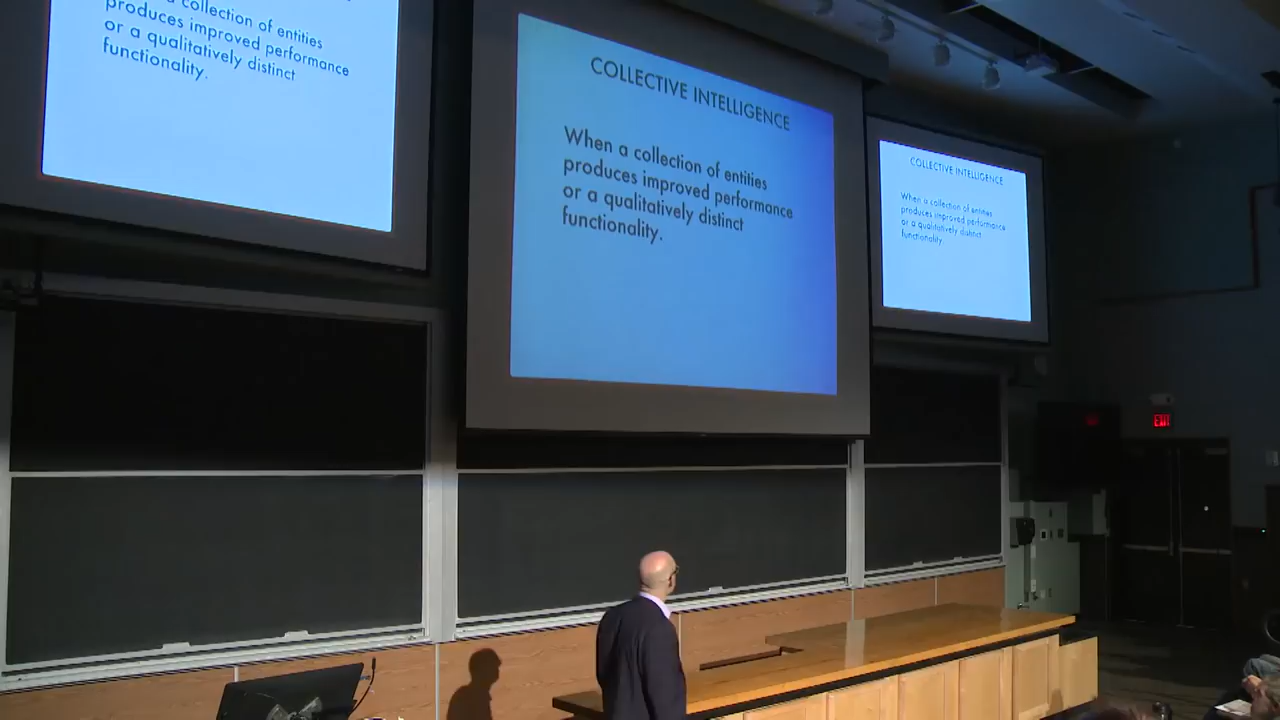 collection of entities
produces improved performance
or a qualitatively distinct
functionality.
COLLECTIVE INTELLIGENCE
When a collection of entities
produces improved performance
or a qualitatively distinct
functionality.
COLLECTIVE INTELLIGENCE
When a collection of entities
produces improved performance
or a qualitatively distinct
functionality.
EXIT